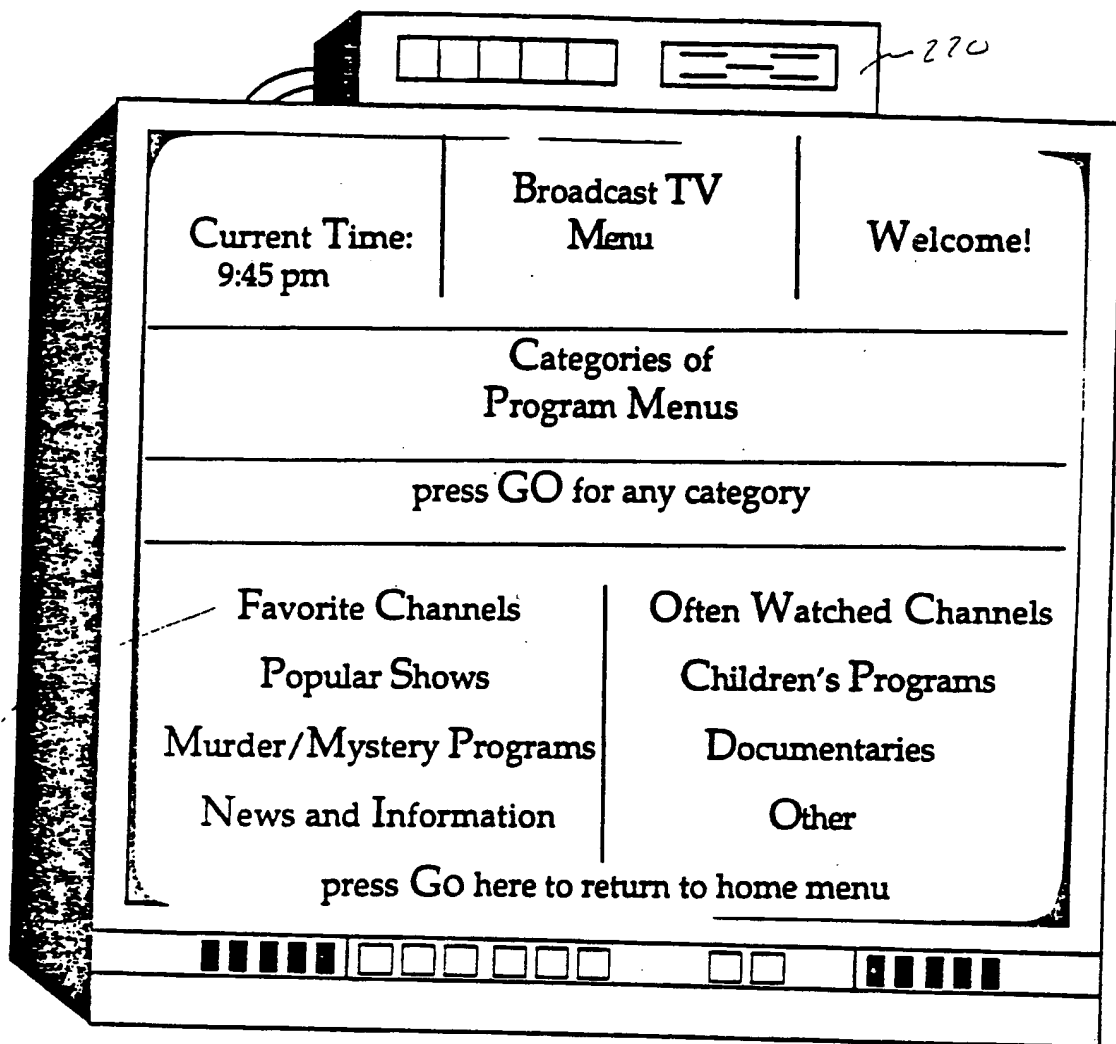 220
Current Time:
9:45 pm
Broadcast TV
Menu
Welcome!
Categories of
Program Menus
press GO for any category
Favorite Channels
Popular Shows
Murder/Mystery Programs
News and Information
Often Watched Channels
Children's Programs
Documentaries
Other
press Go here to return to home menu